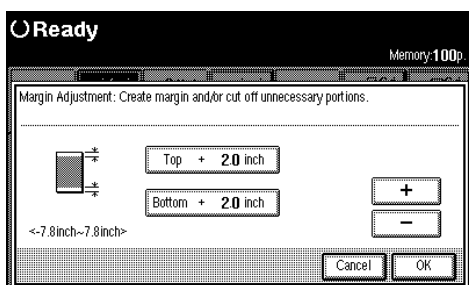 Ready
Memory:100p.
Margin Adjustment: Create margin and/or cut off unnecessary portions.
Top + 2.0 inch
Bottom + 2.0 inch
+
−
<-7.8inch~7.8inch>
Cancel OK